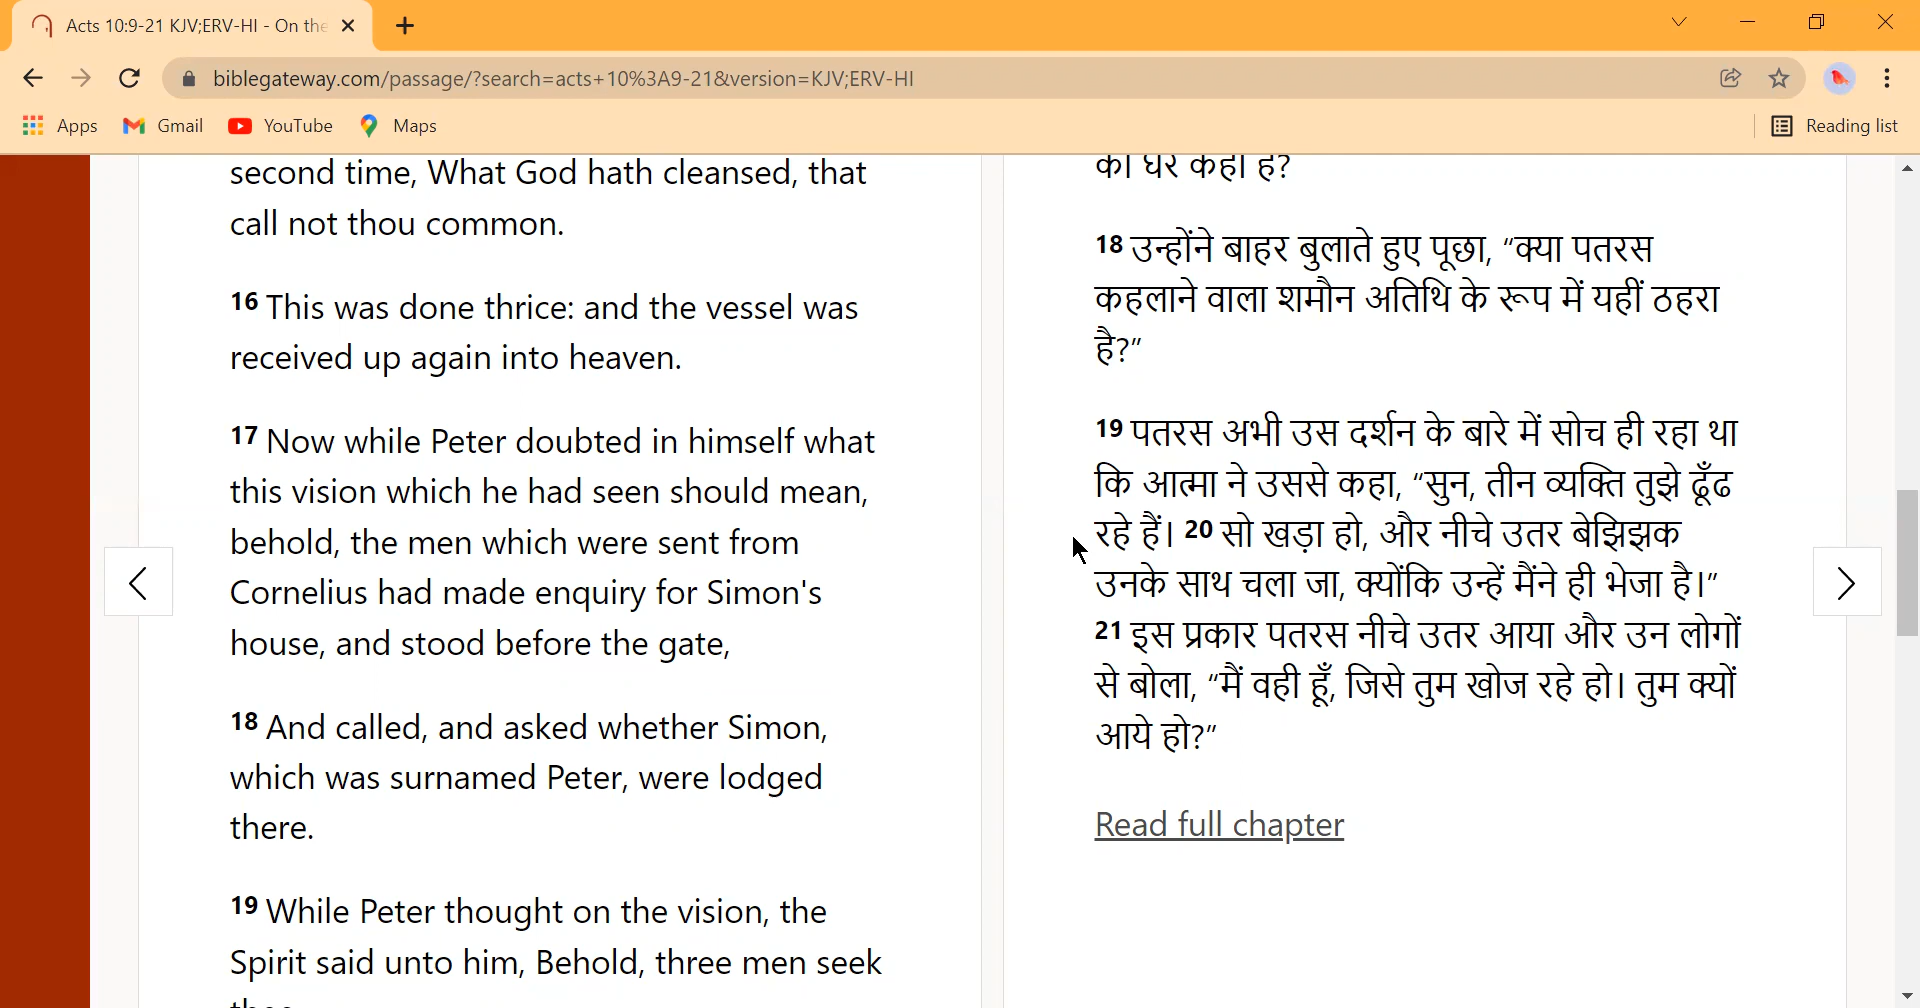 Acts 10:9-21 KJV;ERV-HI - On the
biblegateway.com/passage/?search=acts+10%3A9-21&version=KJV;ERV-HI
Apps Gmail YouTube Maps Reading list
second time, What God hath cleansed, that
call not thou common.
16 This was done thrice: and the vessel was
received up again into heaven.
17 Now while Peter doubted in himself what
this vision which he had seen should mean,
behold, the men which were sent from
Cornelius had made enquiry for Simon's
house, and stood before the gate,
18 And called, and asked whether Simon,
which was surnamed Peter, were lodged
there.
19 While Peter thought on the vision, the
Spirit said unto him, Behold, three men seek
का घर कहाँ है?
18 उन्होंने बाहर बुलाते हुए पूछा, “क्या पतरस
कहलाने वाला शमौन अतिथि के रूप में यहीं ठहरा
है?”
19 पतरस अभी उस दर्शन के बारे में सोच ही रहा था
कि आत्मा ने उससे कहा, “सुन, तीन व्यक्ति तुझे ढूँढ
रहे हैं। 20 सो खड़ा हो, और नीचे उतर बेझिझक
उनके साथ चला जा, क्योंकि उन्हें मैंने ही भेजा है।”
21 इस प्रकार पतरस नीचे उतर आया और उन लोगों
से बोला, “मैं वही हूँ, जिसे तुम खोज रहे हो। तुम क्यों
आये हो?”
Read full chapter